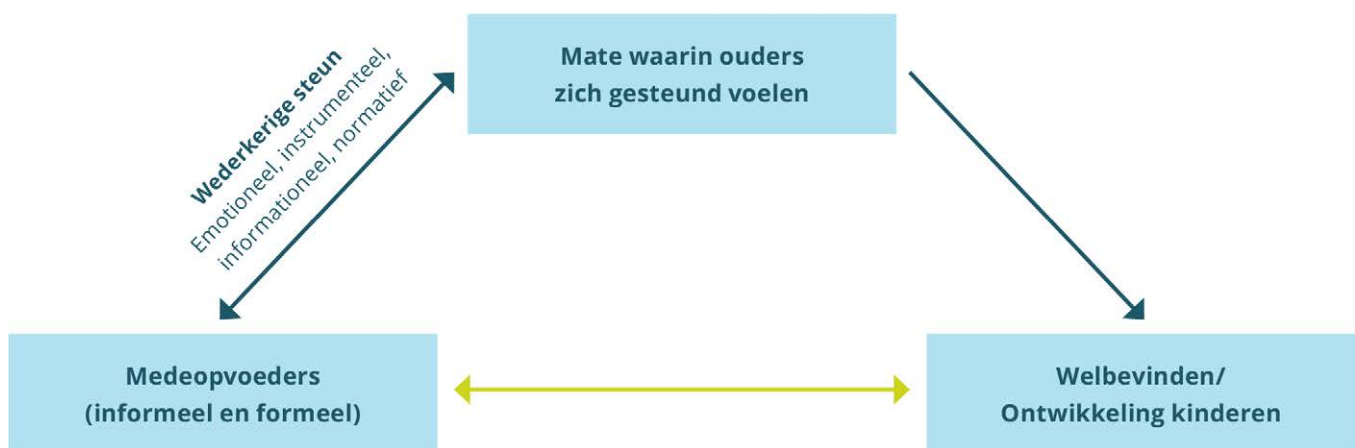 Mate waarin ouders
zich gesteund voelen
Wederkerige steun
Emotioneel, instrumenteel,
informationeel, normatief
Medeopvoeders
(informeel en formeel)
Welbevinden/
Ontwikkeling kinderen